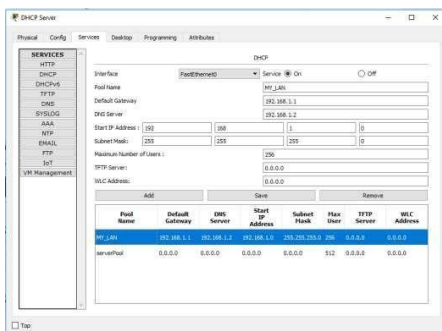 DHCP Server
Physical Config Services Desktop Programming Attributes
SERVICES
HTTP
DHCP
DHCPv6
TFTP
DNS
SYSLOG
AAA
NTP
EMAIL
FTP
IoT
VM Management
DHCP
Interface FastEthernet0 Service On Off
Pool Name MY_LAN
Default Gateway 192.168.1.1
DNS Server 192.168.1.2
Start IP Address : 192 168 1 0
Subnet Mask: 255 255 255 0
Maximum Number of Users : 256
TFTP Server: 0.0.0.0
WLC Address: 0.0.0.0
Add Save Remove
Pool Name Default Gateway DNS Server Start IP Address Subnet Mask Max User TFTP Server WLC Address
MY_LAN 192.168.1.1 192.168.1.2 192.168.1.0 255.255.255.0 256 0.0.0.0 0.0.0.0
serverPool 0.0.0.0 0.0.0.0 0.0.0.0 0.0.0.0 512 0.0.0.0 0.0.0.0
Top